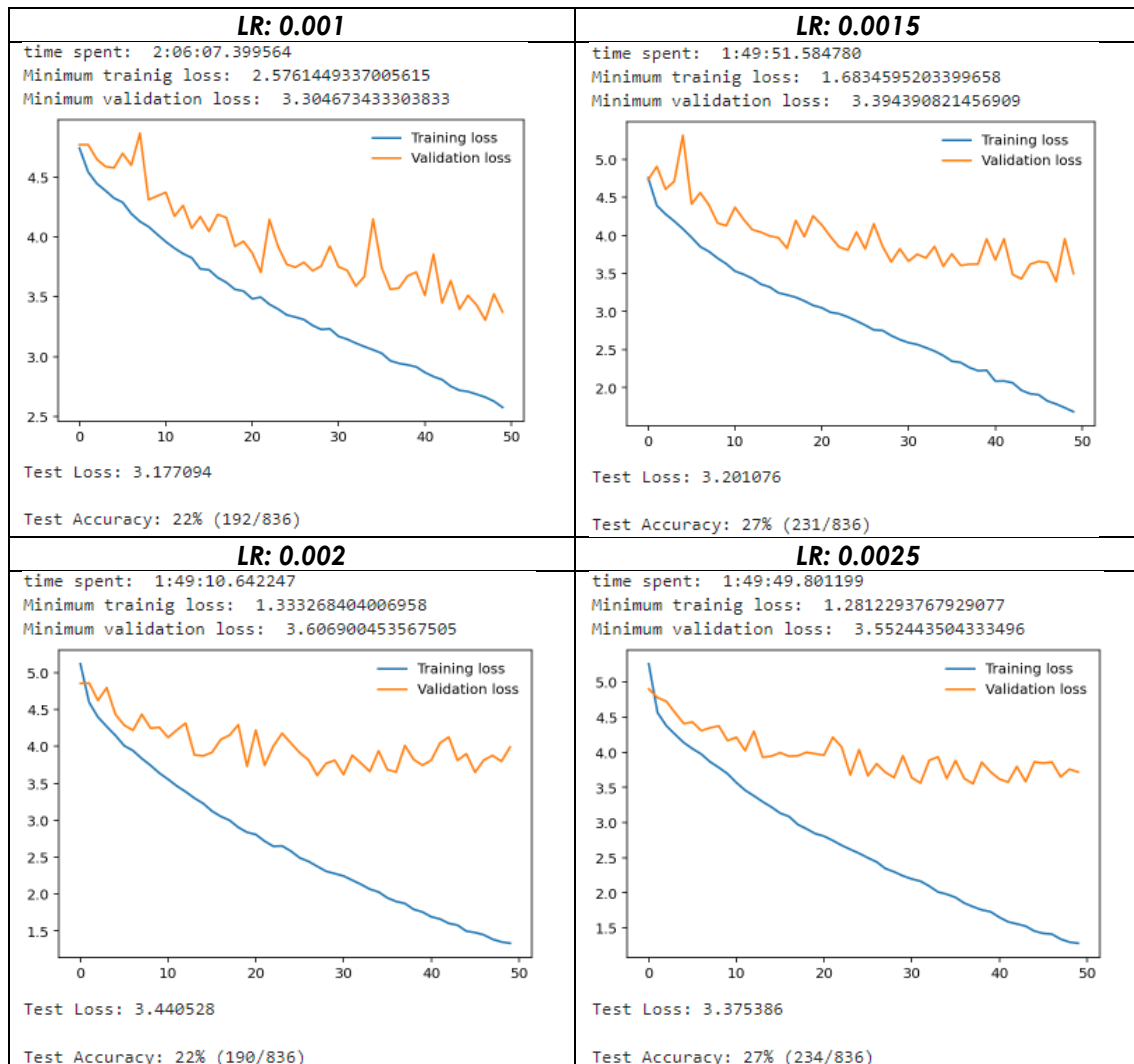 LR: 0.001
time spent:  2:06:07.399564
Minimum trainig loss:  2.5761449337005615
Minimum validation loss:  3.304673433303833
Training loss
Validation loss
4.5
4.0
3.5
3.0
2.5
0 10 20 30 40 50
Test Loss: 3.177094
Test Accuracy: 22% (192/836)
LR: 0.0015
time spent:  1:49:51.584780
Minimum trainig loss:  1.6834595203399658
Minimum validation loss:  3.394390821456909
Training loss
Validation loss
5.0
4.5
4.0
3.5
3.0
2.5
2.0
0 10 20 30 40 50
Test Loss: 3.201076
Test Accuracy: 27% (231/836)
LR: 0.002
time spent:  1:49:10.642247
Minimum trainig loss:  1.333268404006958
Minimum validation loss:  3.606900453567505
Training loss
Validation loss
5.0
4.5
4.0
3.5
3.0
2.5
2.0
1.5
0 10 20 30 40 50
Test Loss: 3.440528
Test Accuracy: 22% (190/836)
LR: 0.0025
time spent:  1:49:49.801199
Minimum trainig loss:  1.2812293767929077
Minimum validation loss:  3.552443504333496
Training loss
Validation loss
5.0
4.5
4.0
3.5
3.0
2.5
2.0
1.5
0 10 20 30 40 50
Test Loss: 3.375386
Test Accuracy: 27% (234/836)